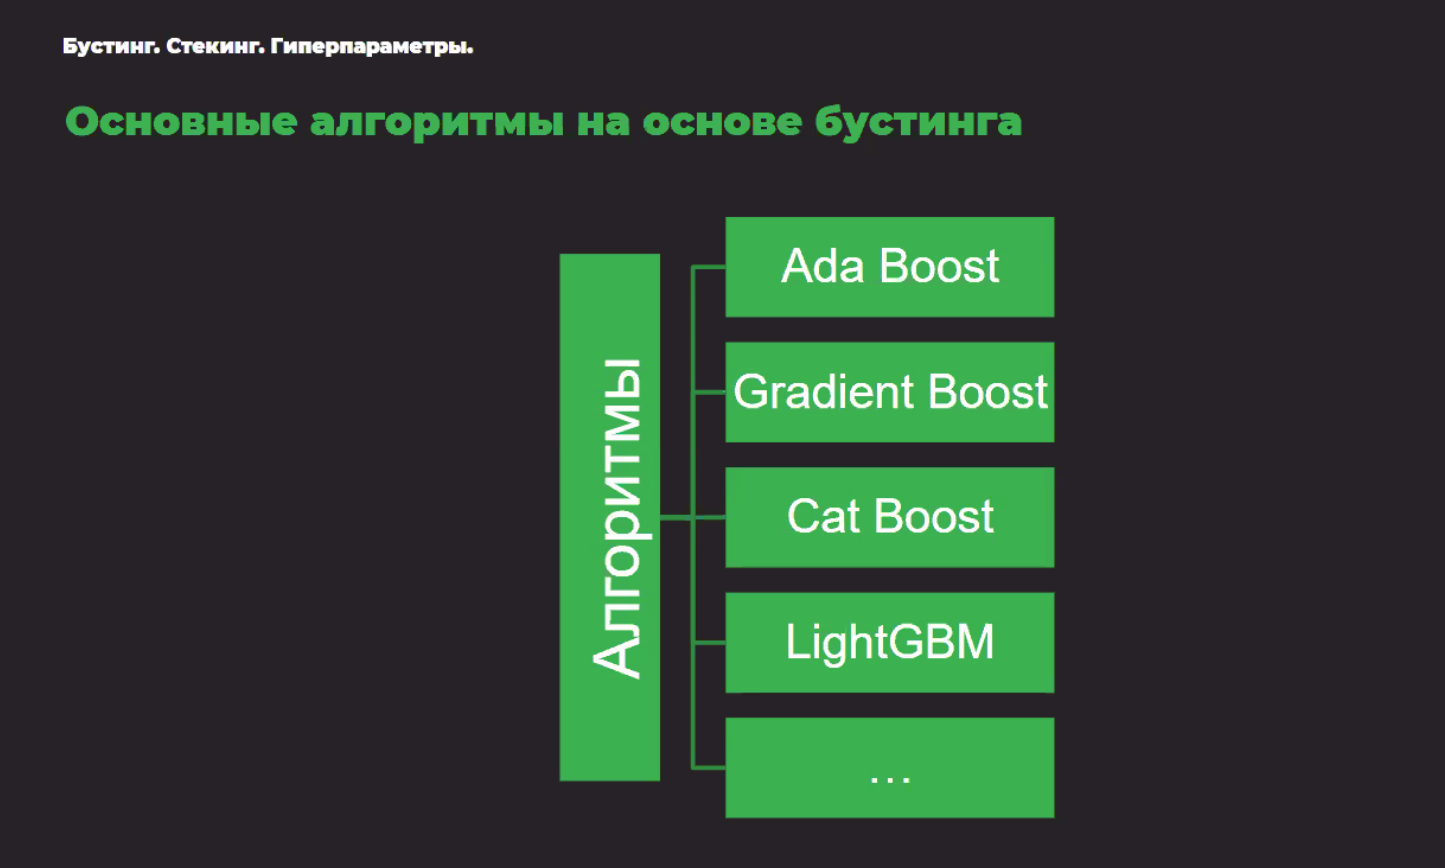 Бустинг. Стекинг. Гиперпараметры.
Основные алгоритмы на основе бустинга
Алгоритмы
Ada Boost
Gradient Boost
Cat Boost
LightGBM
...